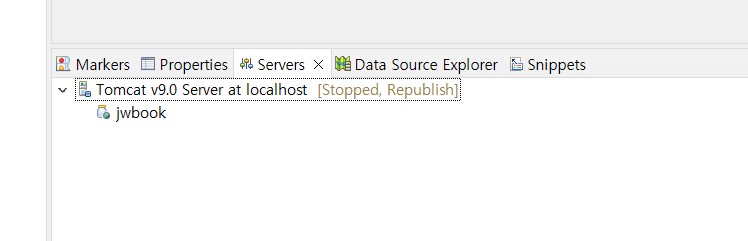 Markers Properties Servers Data Source Explorer Snippets
Tomcat v9.0 Server at localhost [Stopped, Republish]
jwbook